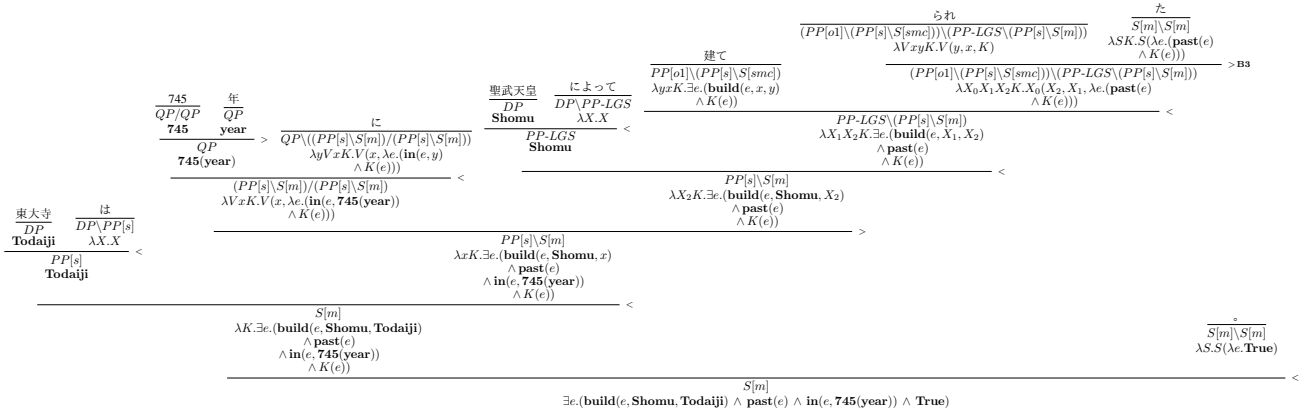 られ
(PP[o1]\(PP[s]\S[smc]))\(PP-LGS\(PP[s]\S[m]))
λVxyK.V(y, x, K)
た
S[m]\S[m]
λSK.S(λe.(past(e)
∧ K(e)))
>B3
建て
PP[o1]\(PP[s]\S[smc])
λyxK.∃e.(build(e, x, y)
∧ K(e))
(PP[o1]\(PP[s]\S[smc]))\(PP-LGS\(PP[s]\S[m]))
λX₀X₁X₂K.X₀(X₂, X₁, λe.(past(e)
∧ K(e)))
<
聖武天皇
DP
Shomu
によって
DP\PP-LGS
λX.X
<
PP-LGS
Shomu
PP-LGS\(PP[s]\S[m])
λX₁X₂K.∃e.(build(e, X₁, X₂)
∧ past(e)
∧ K(e))
<
745
QP/QP
745
年
QP
year
>
QP
745(year)
に
QP\((PP[s]\S[m])/(PP[s]\S[m]))
λyVxK.V(x, λe.(in(e, y)
∧ K(e)))
<
(PP[s]\S[m])/(PP[s]\S[m])
λVxK.V(x, λe.(in(e, 745(year))
∧ K(e)))
PP[s]\S[m]
λX₂K.∃e.(build(e, Shomu, X₂)
∧ past(e)
∧ K(e))
>
東大寺
DP
Todaiji
は
DP\PP[s]
λX.X
<
PP[s]
Todaiji
PP[s]\S[m]
λxK.∃e.(build(e, Shomu, x)
∧ past(e)
∧ in(e, 745(year))
∧ K(e))
<
S[m]
λK.∃e.(build(e, Shomu, Todaiji)
∧ past(e)
∧ in(e, 745(year))
∧ K(e))
。
S[m]\S[m]
λS.S(λe.True)
<
S[m]
∃e.(build(e, Shomu, Todaiji) ∧ past(e) ∧ in(e, 745(year)) ∧ True)